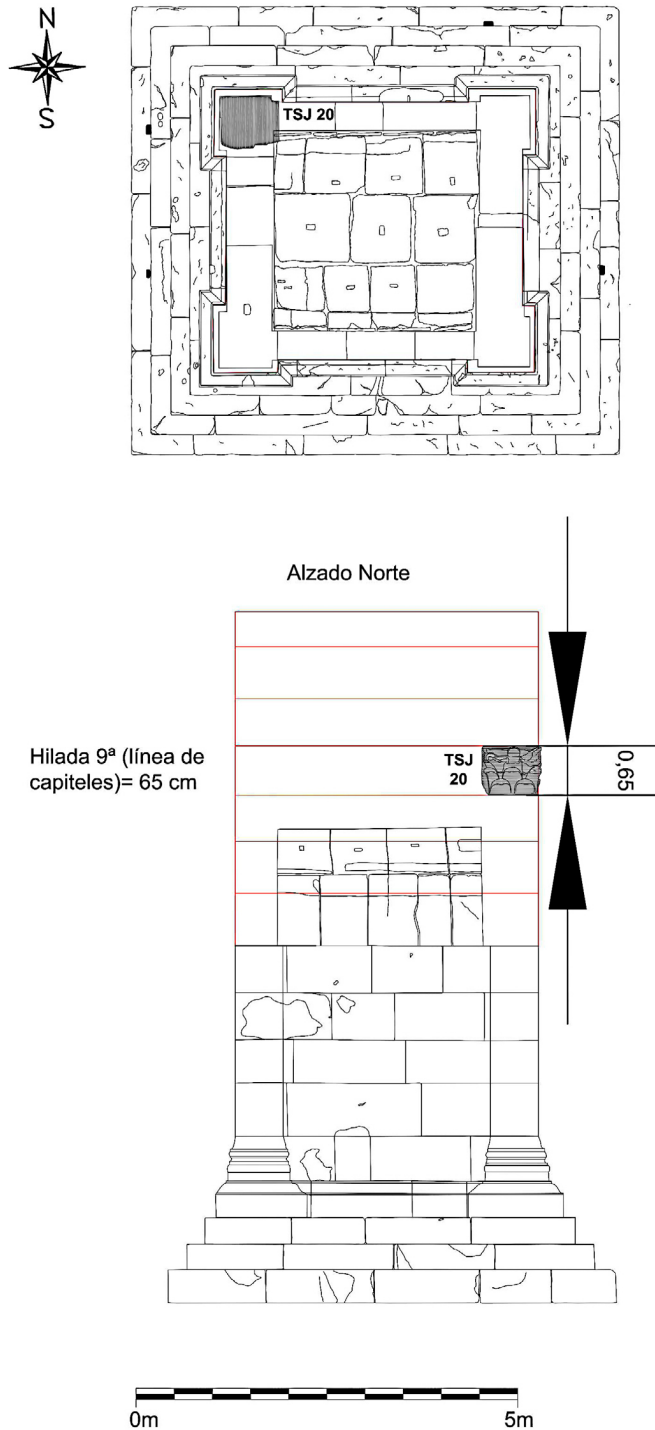 N
S
TSJ 20
Alzado Norte
Hilada 9ª (línea de
capiteles)= 65 cm
TSJ
20
0,65
0m
5m